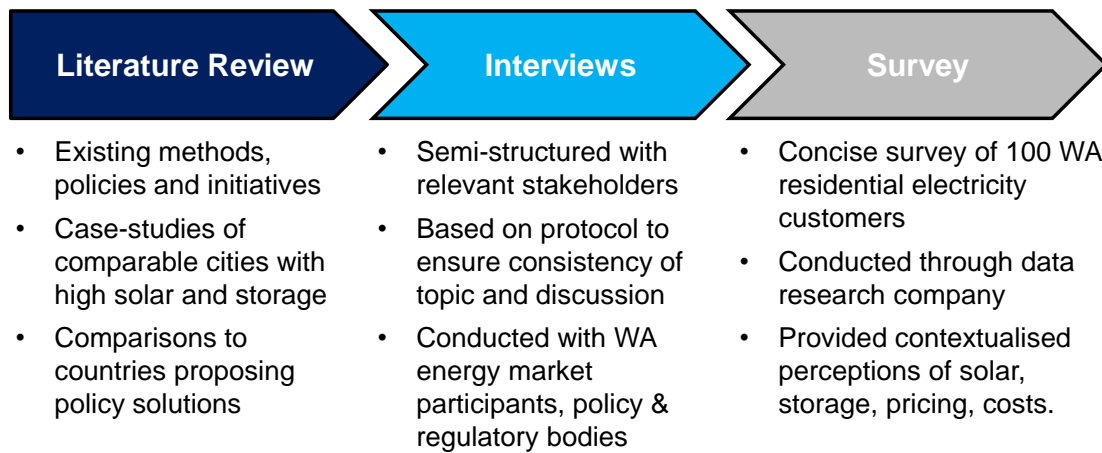 Literature Review
• Existing methods,
policies and initiatives
• Case-studies of
comparable cities with
high solar and storage
• Comparisons to
countries proposing
policy solutions
Interviews
• Semi-structured with
relevant stakeholders
• Based on protocol to
ensure consistency of
topic and discussion
• Conducted with WA
energy market
participants, policy &
regulatory bodies
Survey
• Concise survey of 100 WA
residential electricity
customers
• Conducted through data
research company
• Provided contextualised
perceptions of solar,
storage, pricing, costs.